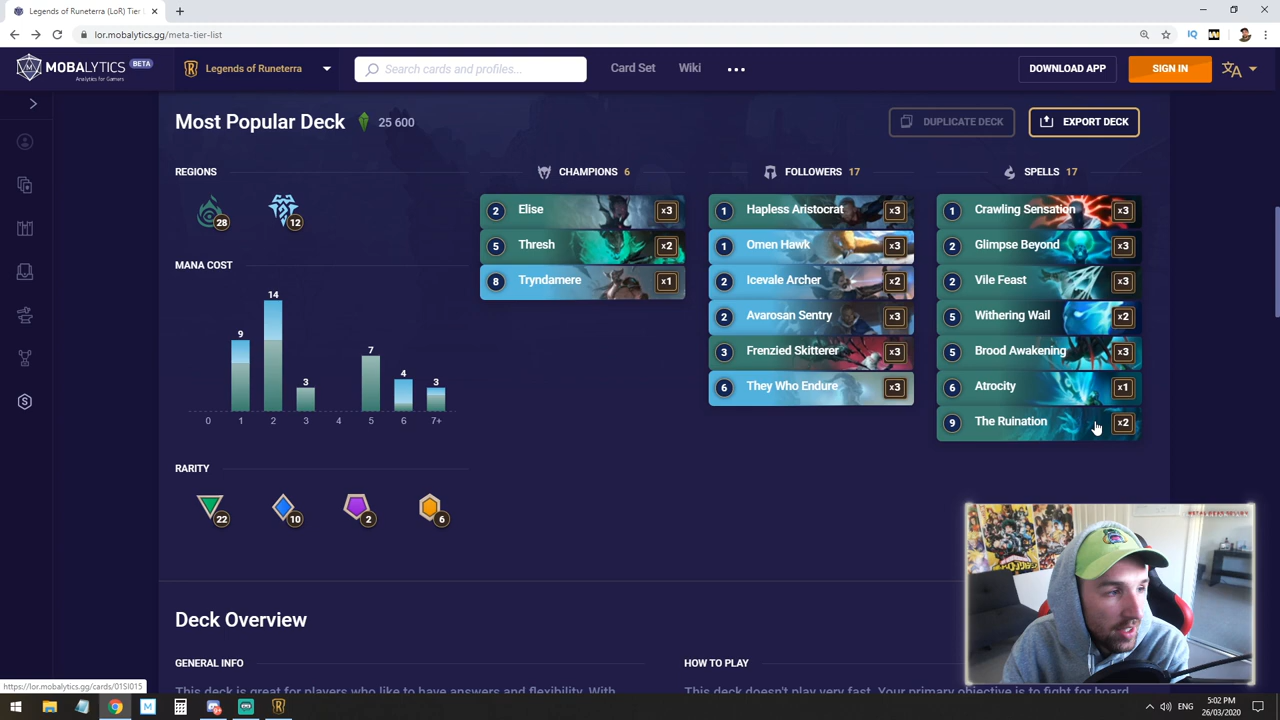 Legends of Runeterra (LoR) Tier
lor.mobalytics.gg/meta-tier-list
IQ
MOBALYTICS BETA
Analytics for Gamers
Legends of Runeterra
Search cards and profiles...
Card Set
Wiki
DOWNLOAD APP
SIGN IN
Most Popular Deck
25 600
DUPLICATE DECK
EXPORT DECK
REGIONS
28
12
MANA COST
14
9
7
4
3
3
0 1 2 3 4 5 6 7+
RARITY
22
10
2
6
CHAMPIONS 6
2 Elise x3
5 Thresh x2
8 Tryndamere x1
FOLLOWERS 17
1 Hapless Aristocrat x3
1 Omen Hawk x3
2 Icevale Archer x2
2 Avarosan Sentry x3
3 Frenzied Skitterer x3
6 They Who Endure x3
SPELLS 17
1 Crawling Sensation x3
2 Glimpse Beyond x3
2 Vile Feast x3
5 Withering Wail x2
5 Brood Awakening x3
6 Atrocity x1
9 The Ruination x2
Deck Overview
GENERAL INFO
This deck is great for players who like to have answers and flexibility. With
HOW TO PLAY
This deck doesn't play very fast. Your primary objective is to fight for board
https://lor.mobalytics.gg/cards/01SI015
ENG
5:02 PM
26/03/2020